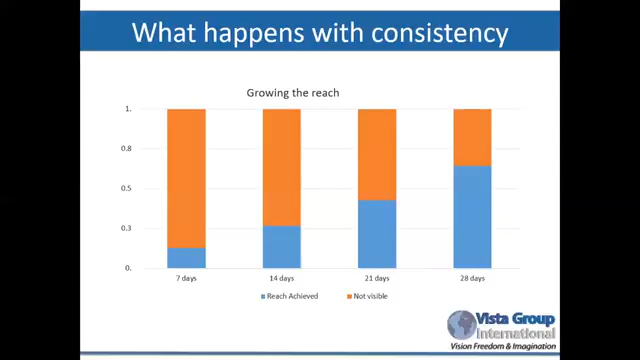 What happens with consistency
Growing the reach
1.
0.8
0.5
0.3
0.
7 days 14 days 21 days 28 days
Reach Achieved Not visible
Vista Group
International
Vision Freedom & Imagination